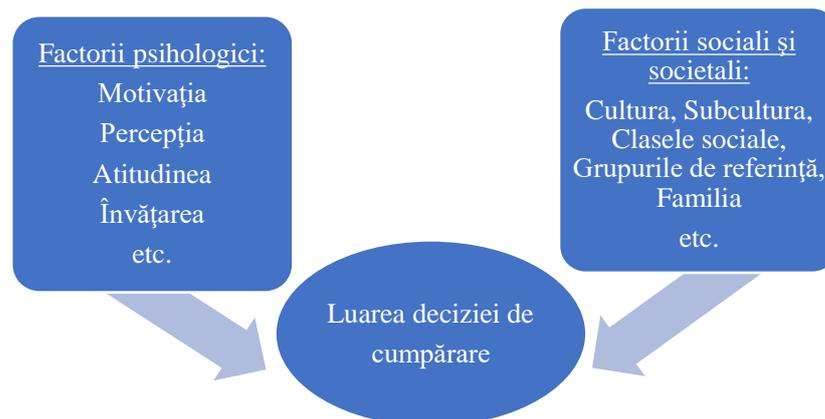 Factorii psihologici:
Motivaţia
Percepţia
Atitudinea
Învăţarea
etc.
Factorii sociali şi
societali:
Cultura, Subcultura,
Clasele sociale,
Grupurile de referinţă,
Familia
etc.
Luarea deciziei de
cumpărare